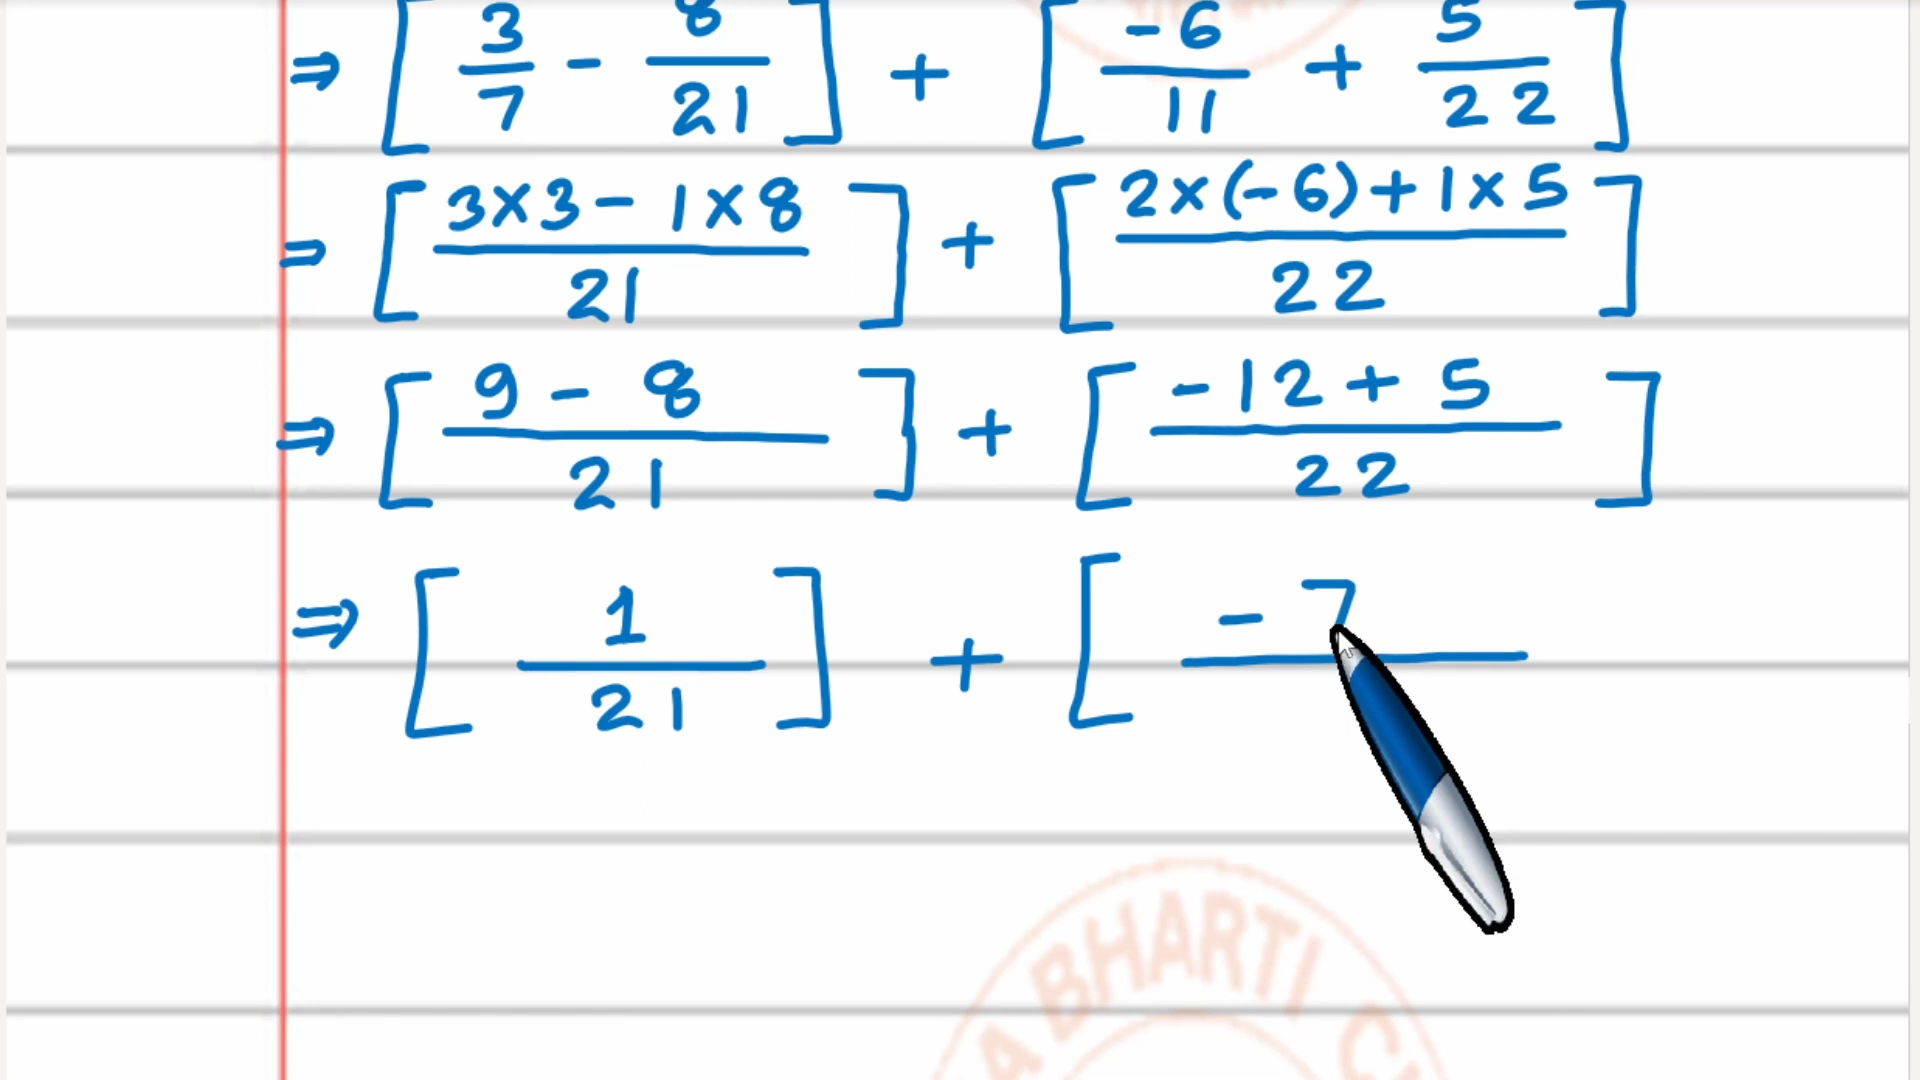 ⇒ [ 3/7 - 8/21 ] + [ -6/11 + 5/22 ]
⇒ [ 3×3 - 1×8 / 21 ] + [ 2×(-6) + 1×5 / 22 ]
⇒ [ 9 - 8 / 21 ] + [ -12 + 5 / 22 ]
⇒ [ 1/21 ] + [ -7
BHARTI